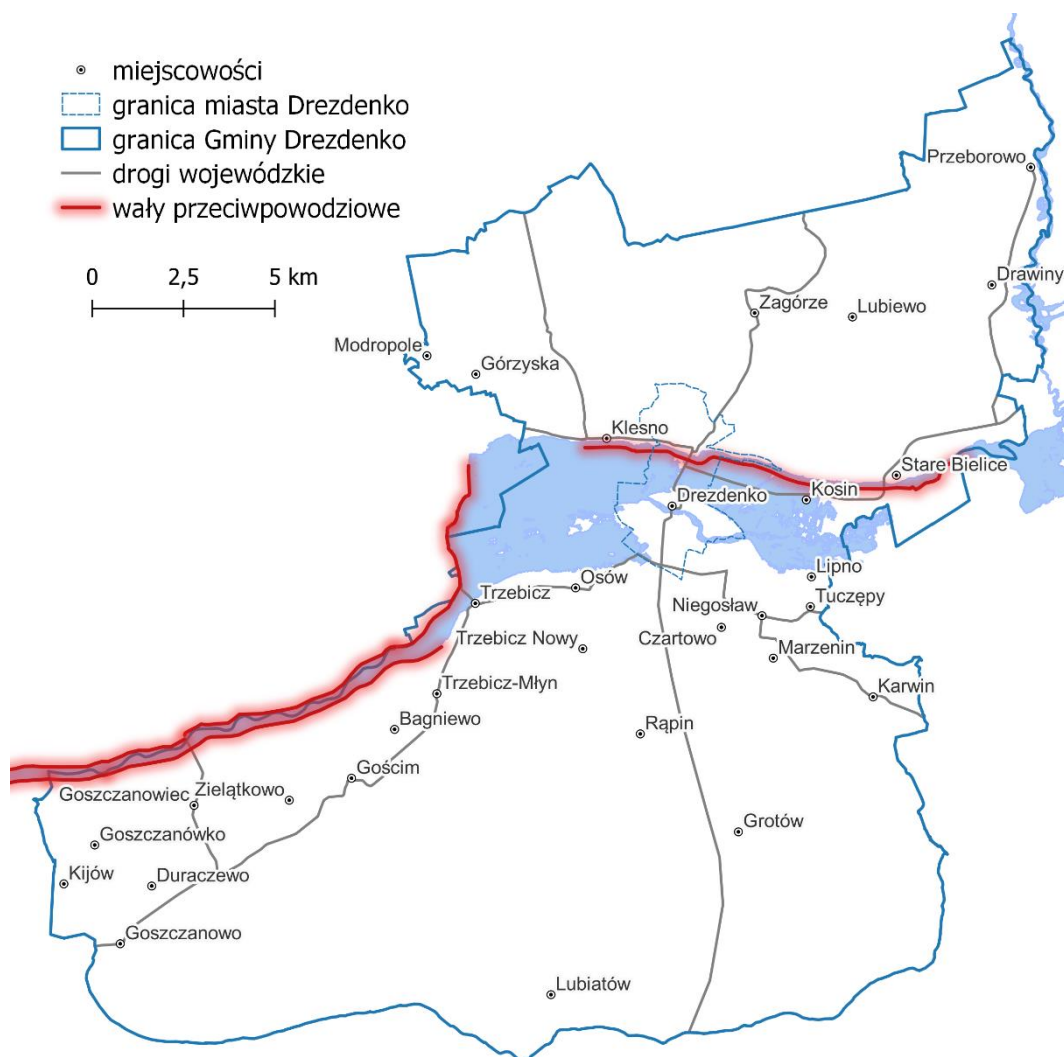 miejscowości
granica miasta Drezdenko
granica Gminy Drezdenko
drogi wojewódzkie
wały przeciwpowodziowe
0 2,5 5 km
Przeborowo
Drawiny
Zagórze
Lubiewo
Modropole
Górzyska
Klesno
Stare Bielice
Drezdenko
Kosin
Lipno
Osów
Trzebicz
Niegosław
Tuczępy
Trzebicz Nowy
Czartowo
Marzenin
Trzebicz-Młyn
Karwin
Bagniewo
Rąpin
Gościm
Goszczanowiec
Zielątkowo
Goszczanówko
Grotów
Kijów
Duraczewo
Goszczanowo
Lubiatów